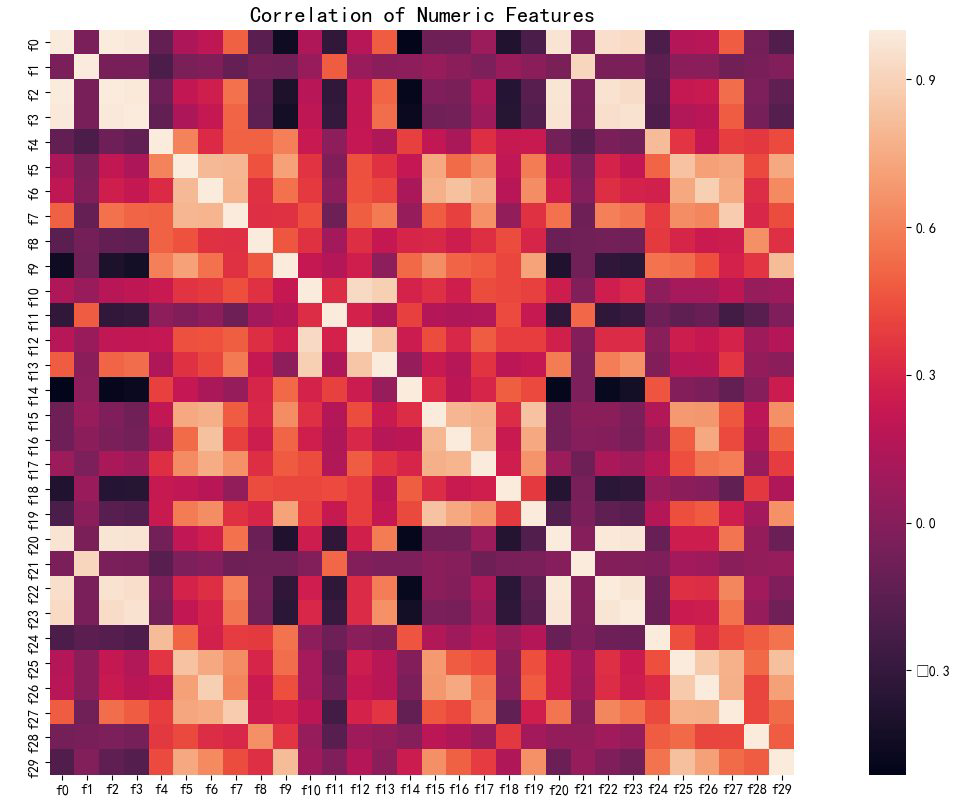 Correlation of Numeric Features
f0
f1
f2
f3
f4
f5
f6
f7
f8
f9
f10
f11
f12
f13
f14
f15
f16
f17
f18
f19
f20
f21
f22
f23
f24
f25
f26
f27
f28
f29
f0 f1 f2 f3 f4 f5 f6 f7 f8 f9 f10 f11 f12 f13 f14 f15 f16 f17 f18 f19 f20 f21 f22 f23 f24 f25 f26 f27 f28 f29
0.9
0.6
0.3
0.0
□0.3